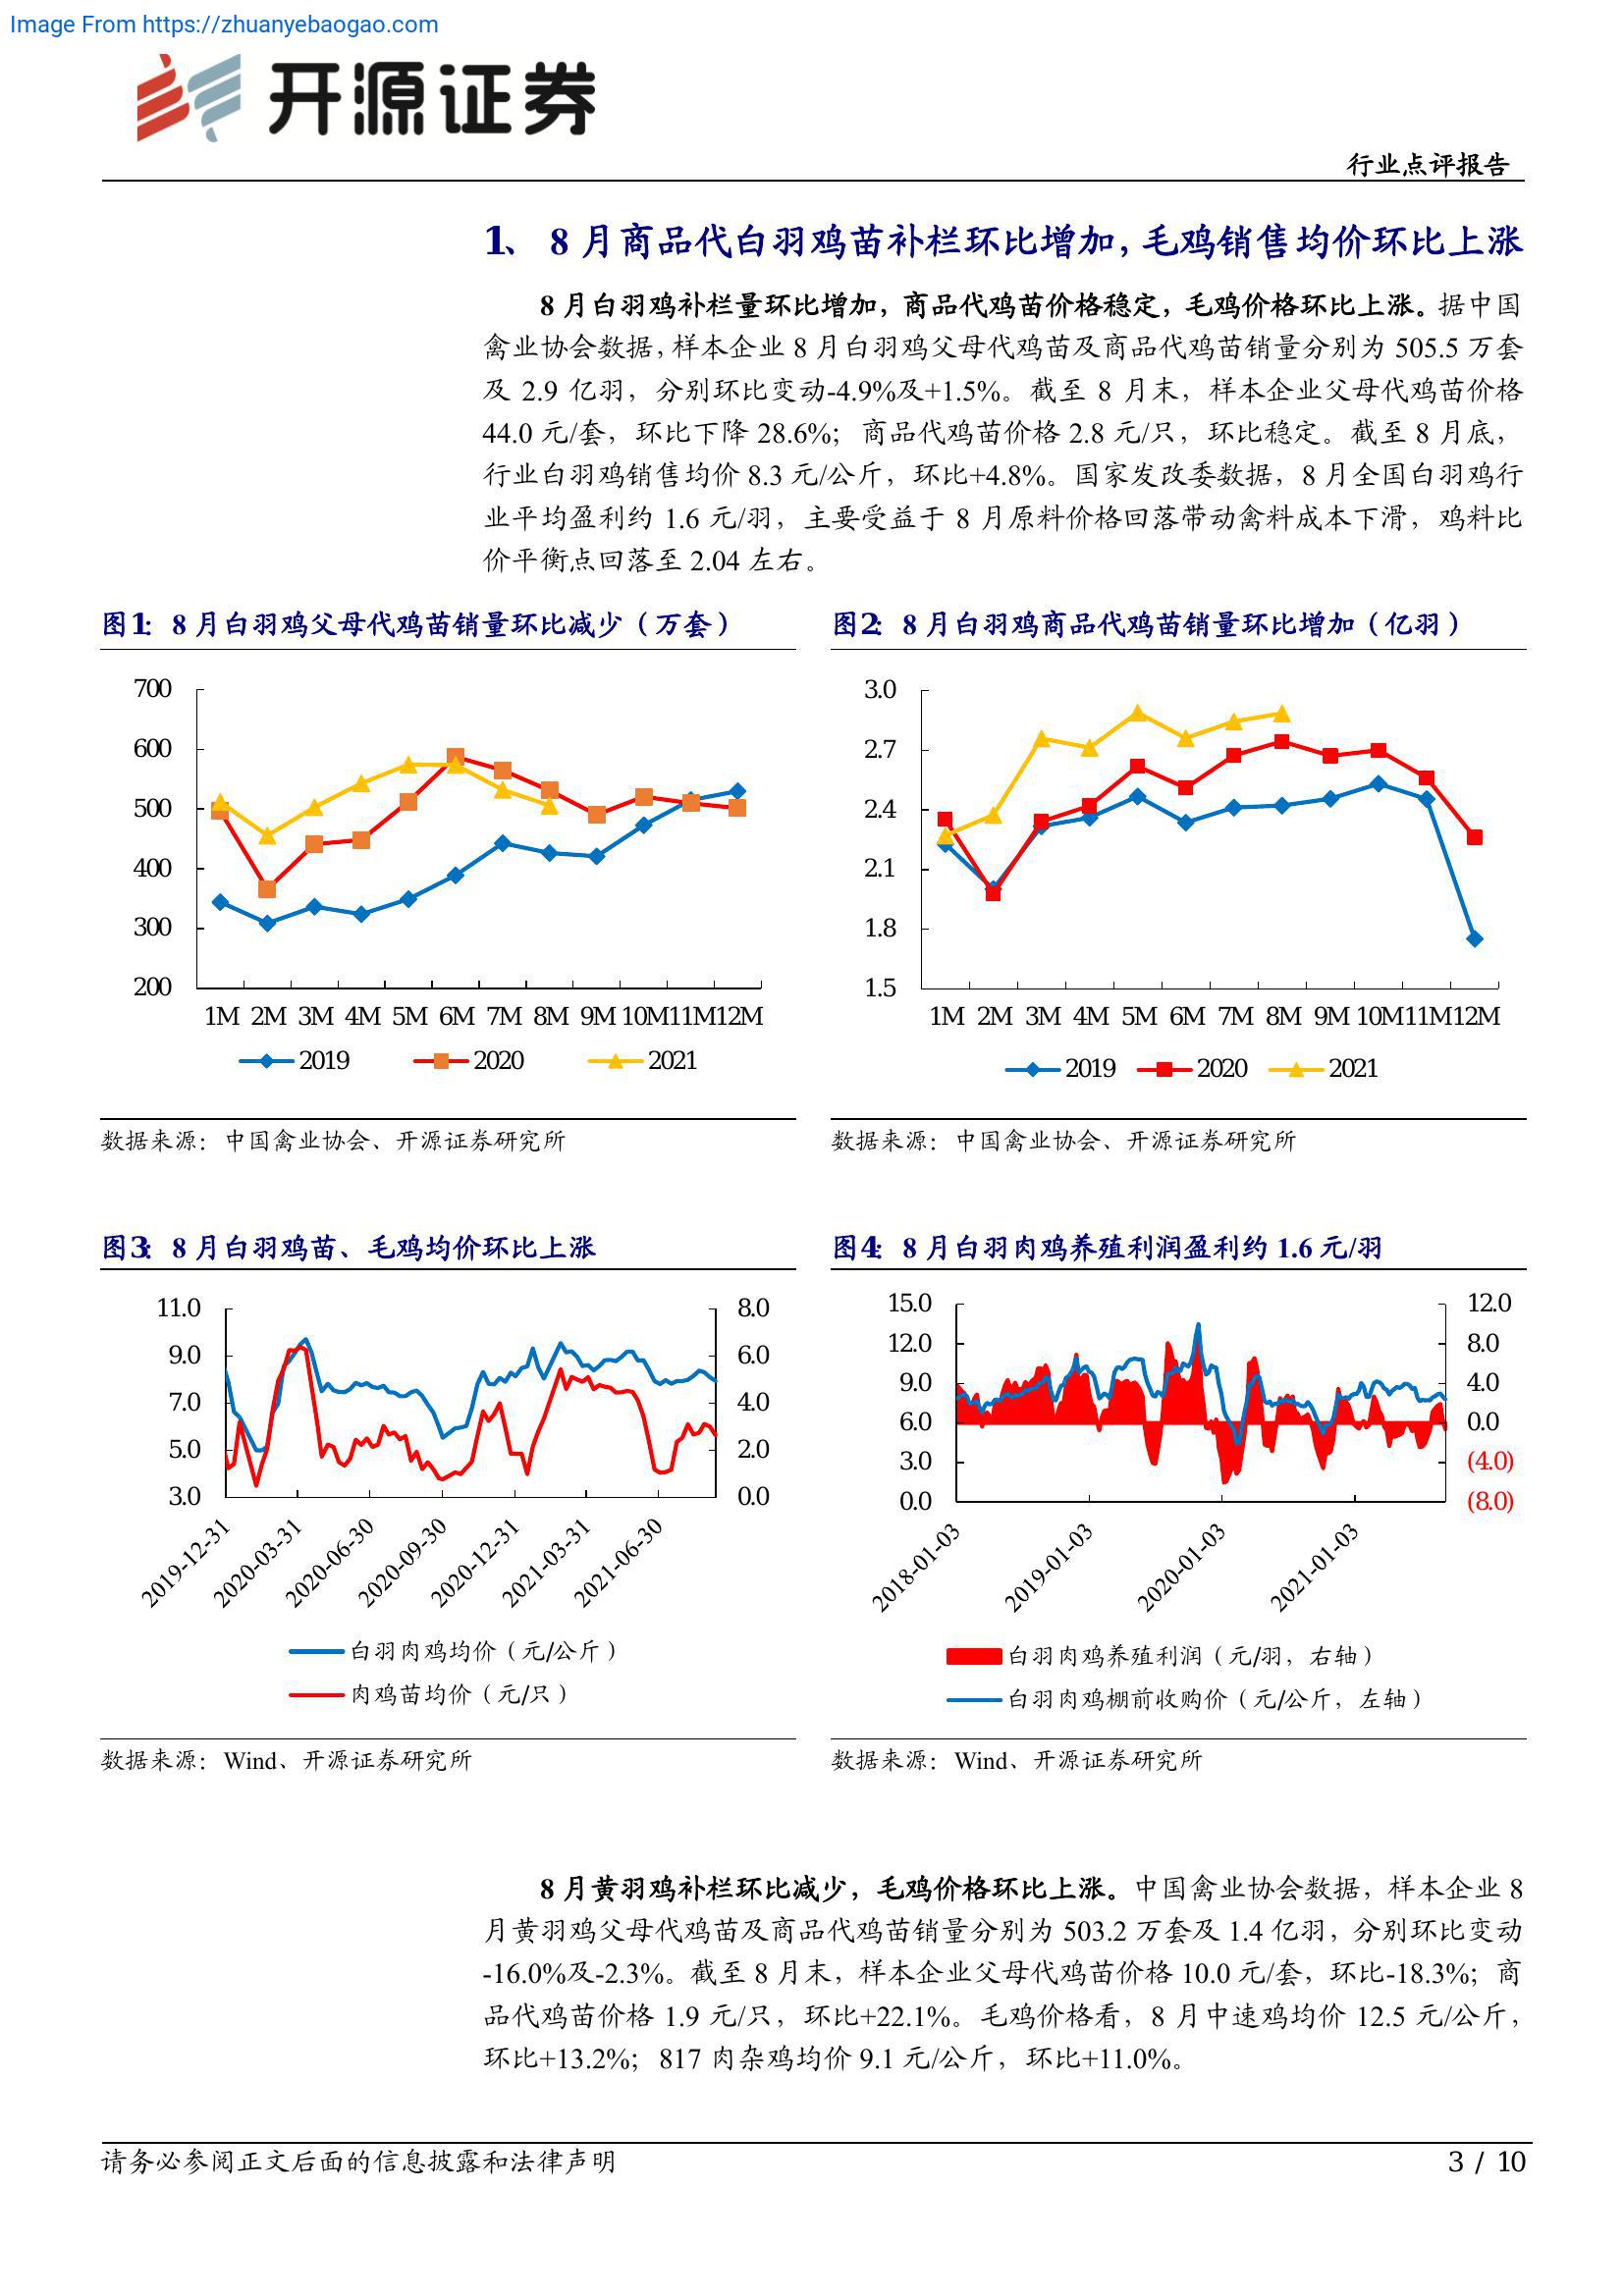 Image From https://zhuanyebaogao.com
开源证券
行业点评报告
1、 8 月商品代白羽鸡苗补栏环比增加，毛鸡销售均价环比上涨
8 月白羽鸡补栏量环比增加，商品代鸡苗价格稳定，毛鸡价格环比上涨。据中国
禽业协会数据，样本企业 8 月白羽鸡父母代鸡苗及商品代鸡苗销量分别为 505.5 万套
及 2.9 亿羽，分别环比变动-4.9%及+1.5%。截至 8 月末，样本企业父母代鸡苗价格
44.0 元/套，环比下降 28.6%；商品代鸡苗价格 2.8 元/只，环比稳定。截至 8 月底，
行业白羽鸡销售均价 8.3 元/公斤，环比+4.8%。国家发改委数据，8 月全国白羽鸡行
业平均盈利约 1.6 元/羽，主要受益于 8 月原料价格回落带动禽料成本下滑，鸡料比
价平衡点回落至 2.04 左右。
图1：8 月白羽鸡父母代鸡苗销量环比减少（万套）
700
600
500
400
300
200
1M 2M 3M 4M 5M 6M 7M 8M 9M 10M11M12M
2019 2020 2021
数据来源：中国禽业协会、开源证券研究所
图2：8 月白羽鸡商品代鸡苗销量环比增加（亿羽）
3.0
2.7
2.4
2.1
1.8
1.5
1M 2M 3M 4M 5M 6M 7M 8M 9M 10M11M12M
2019 2020 2021
数据来源：中国禽业协会、开源证券研究所
图3：8 月白羽鸡苗、毛鸡均价环比上涨
11.0 8.0
9.0 6.0
7.0 4.0
5.0 2.0
3.0 0.0
2019-12-31 2020-03-31 2020-06-30 2020-09-30 2020-12-31 2021-03-31 2021-06-30
白羽肉鸡均价（元/公斤）
肉鸡苗均价（元/只）
数据来源：Wind、开源证券研究所
图4：8 月白羽肉鸡养殖利润盈利约 1.6 元/羽
15.0 12.0
12.0 8.0
9.0 4.0
6.0 0.0
3.0 (4.0)
0.0 (8.0)
2018-01-03 2019-01-03 2020-01-03 2021-01-03
白羽肉鸡养殖利润（元/羽，右轴）
白羽肉鸡棚前收购价（元/公斤，左轴）
数据来源：Wind、开源证券研究所
8 月黄羽鸡补栏环比减少，毛鸡价格环比上涨。中国禽业协会数据，样本企业 8
月黄羽鸡父母代鸡苗及商品代鸡苗销量分别为 503.2 万套及 1.4 亿羽，分别环比变动
-16.0%及-2.3%。截至 8 月末，样本企业父母代鸡苗价格 10.0 元/套，环比-18.3%；商
品代鸡苗价格 1.9 元/只，环比+22.1%。毛鸡价格看，8 月中速鸡均价 12.5 元/公斤，
环比+13.2%；817 肉杂鸡均价 9.1 元/公斤，环比+11.0%。
请务必参阅正文后面的信息披露和法律声明
3 / 10